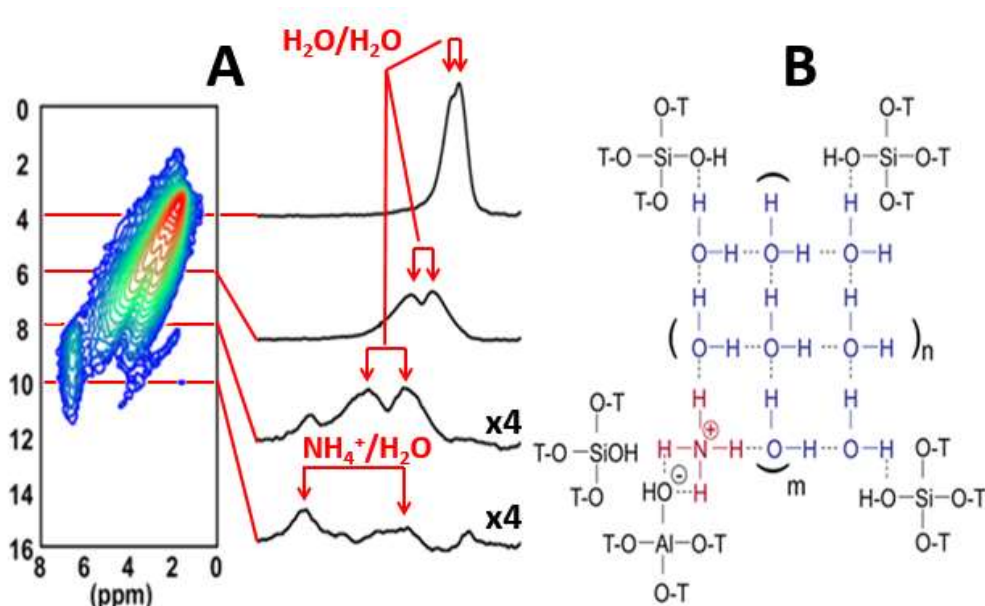 H₂O/H₂O
A
B
0
2
4
6
8
10
12
14
16
8 6 4 2 0
(ppm)
x4
NH₄⁺/H₂O
x4
O-T
O-T
T-O-Si-O-H
H-O-Si-O-T
T-O
O-T
H H H
O-H O-H O-H
H H H
( O-H O-H O-H )n
H H H
O-T
T-O-SiOH
H-N⊕-H O-H O-H
T-O
⊖
HO H
m
O-T
H-O-Si-O-T
T-O-Al-O-T
O-T
O-T